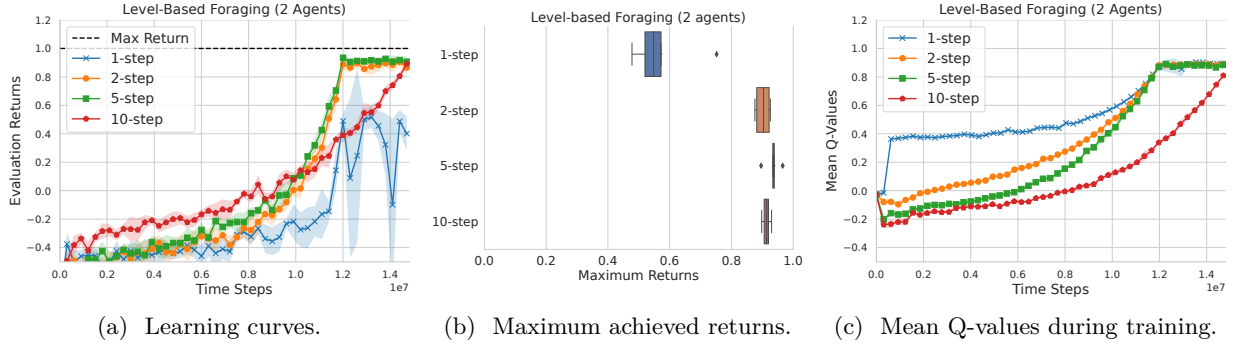 Level-Based Foraging (2 Agents)
1.2
1.0
0.8
0.6
0.4
0.2
0.0
−0.2
−0.4
Evaluation Returns
Max Return
1-step
2-step
5-step
10-step
0.0 0.2 0.4 0.6 0.8 1.0 1.2 1.4
1e7
Time Steps
(a) Learning curves.
Level-based Foraging (2 agents)
1-step
2-step
5-step
10-step
0.0 0.2 0.4 0.6 0.8 1.0
Maximum Returns
(b) Maximum achieved returns.
Level-Based Foraging (2 Agents)
1.2
1.0
0.8
0.6
0.4
0.2
0.0
−0.2
−0.4
Mean Q-Values
1-step
2-step
5-step
10-step
0.0 0.2 0.4 0.6 0.8 1.0 1.2 1.4
1e7
Time Steps
(c) Mean Q-values during training.